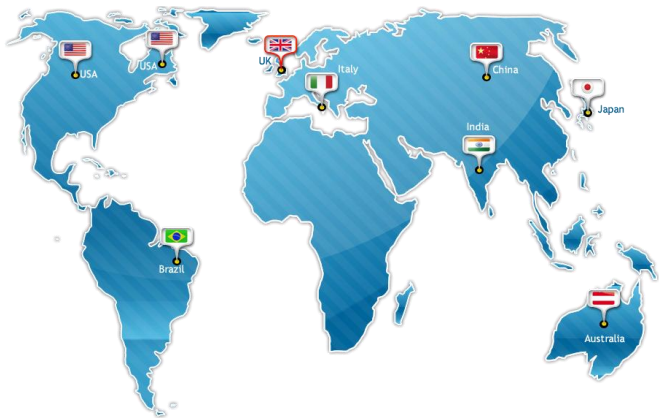 USA
USA
UK
Italy
China
Japan
India
Brazil
Australia